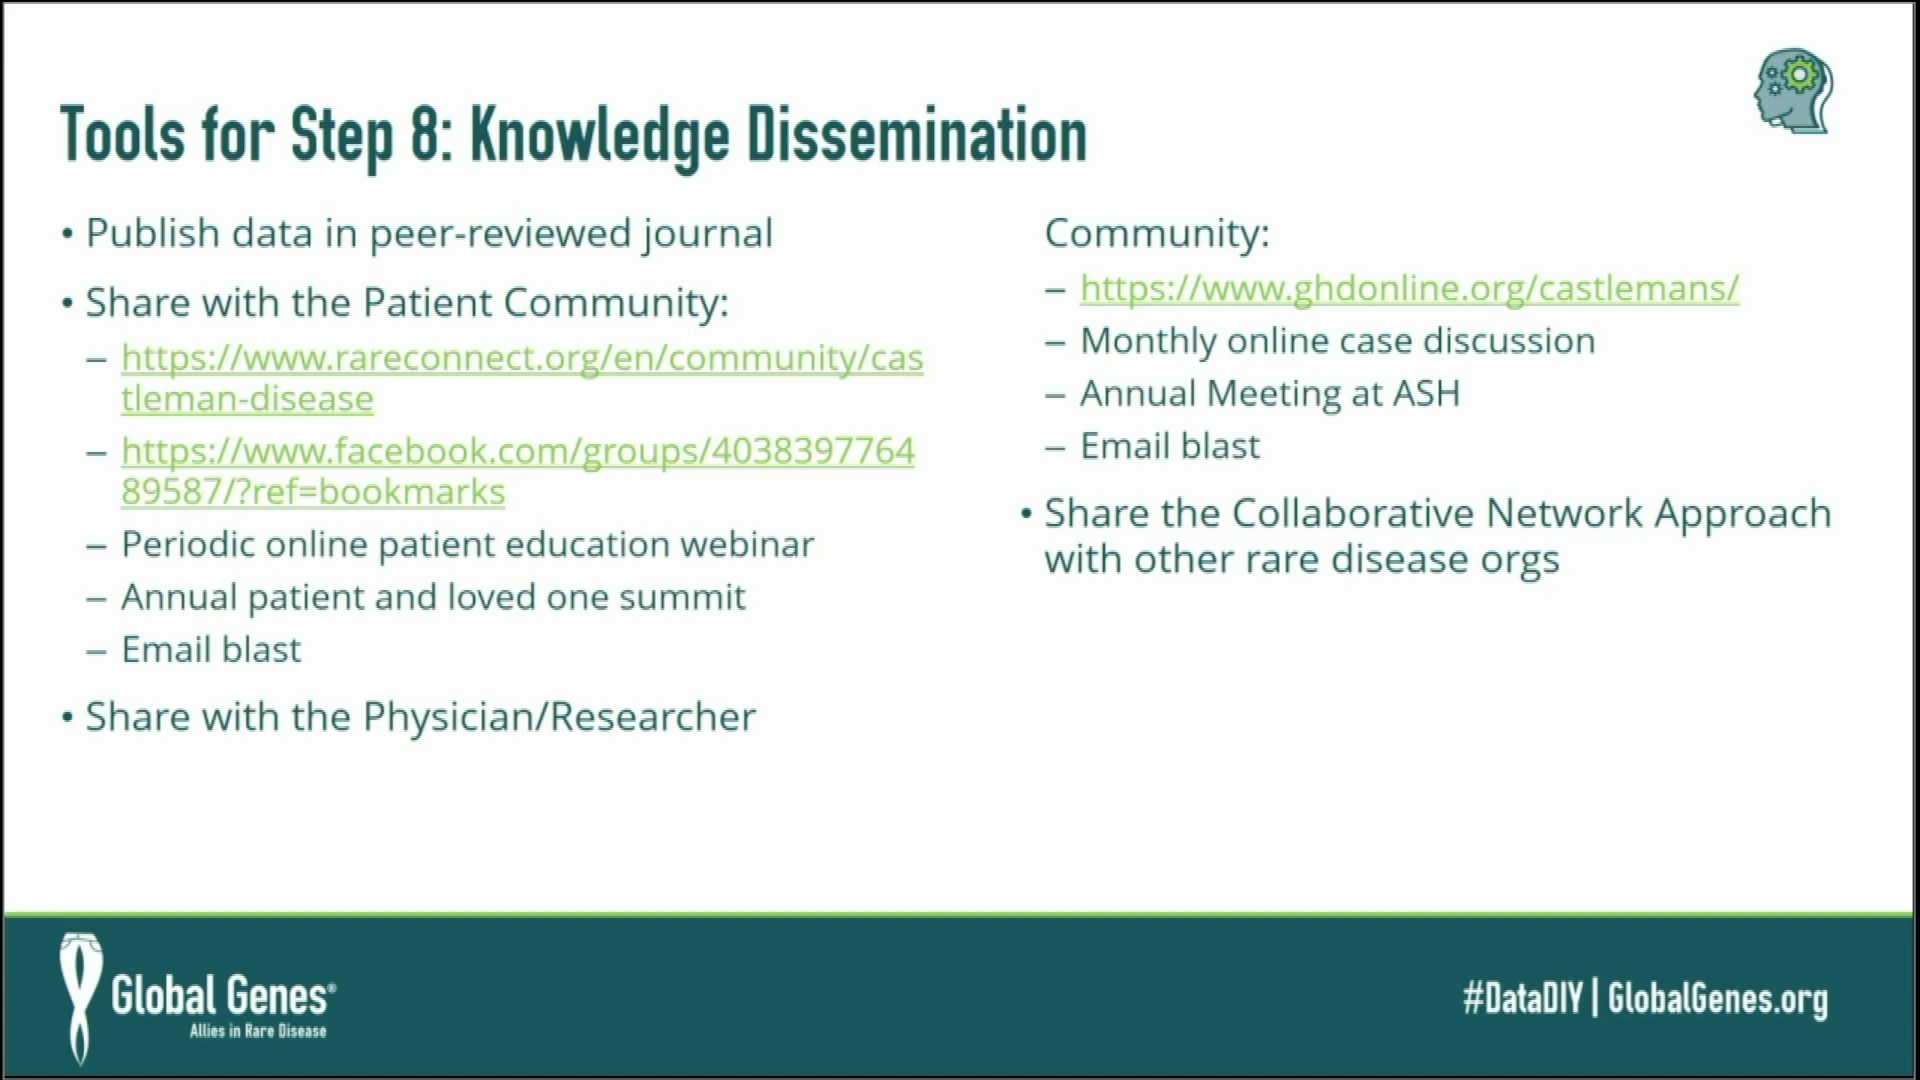 Tools for Step 8: Knowledge Dissemination
• Publish data in peer-reviewed journal
• Share with the Patient Community:
– https://www.rareconnect.org/en/community/cas
tleman-disease
– https://www.facebook.com/groups/4038397764
89587/?ref=bookmarks
– Periodic online patient education webinar
– Annual patient and loved one summit
– Email blast
• Share with the Physician/Researcher
Community:
– https://www.ghdonline.org/castlemans/
– Monthly online case discussion
– Annual Meeting at ASH
– Email blast
• Share the Collaborative Network Approach
with other rare disease orgs
Global Genes®
Allies in Rare Disease
#DataDIY | GlobalGenes.org